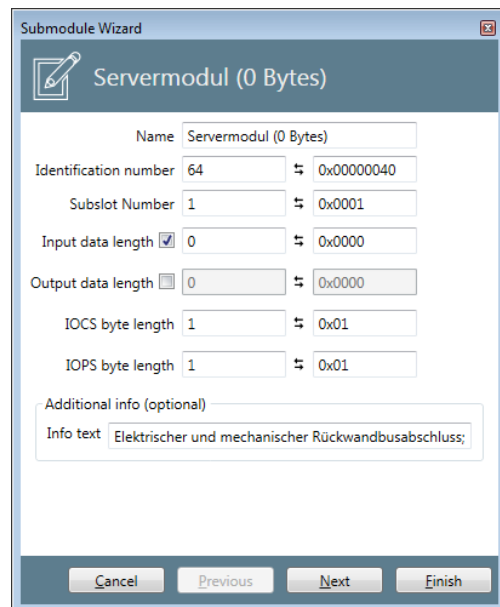 Submodule Wizard
Servermodul (0 Bytes)
Name Servermodul (0 Bytes)
Identification number 64 0x00000040
Subslot Number 1 0x0001
Input data length 0 0x0000
Output data length 0 0x0000
IOCS byte length 1 0x01
IOPS byte length 1 0x01
Additional info (optional)
Info text Elektrischer und mechanischer Rückwandbusabschluss;
Cancel Previous Next Finish